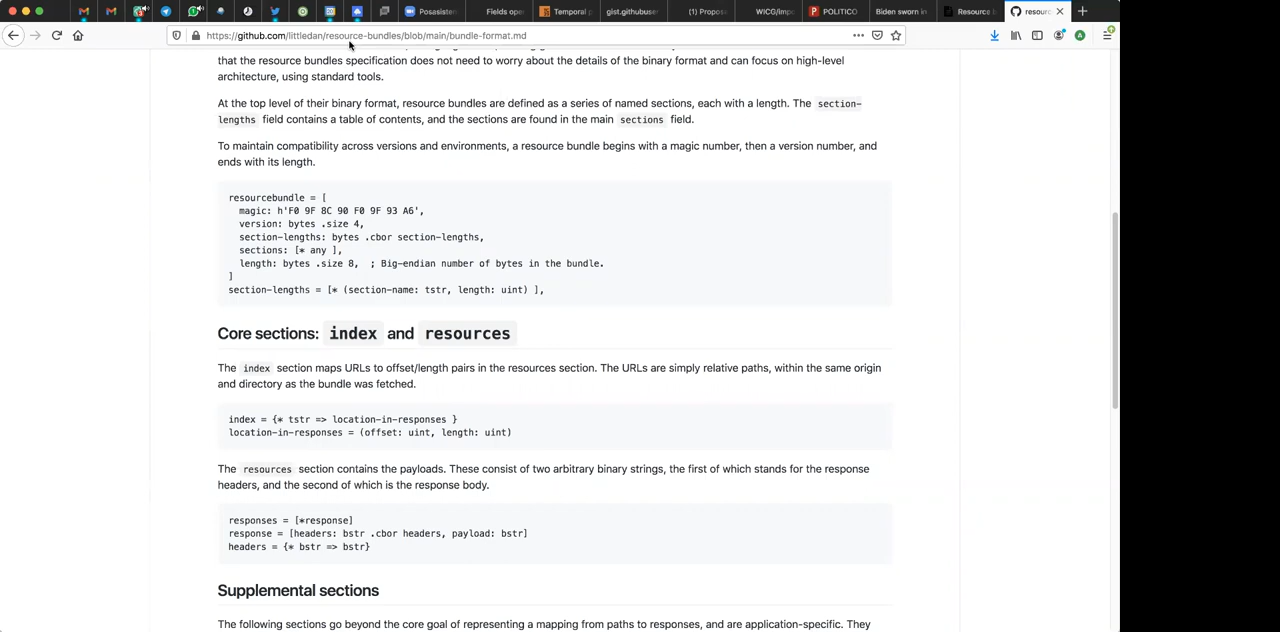 Posasisten
Fields ope
Temporal p
gist.githubuse
(1) Propos
WICG/impo
POLITICO
Biden sworn in
Resource
resourc
https://github.com/littledan/resource-bundles/blob/main/bundle-format.md
that the resource bundles specification does not need to worry about the details of the binary format and can focus on high-level
architecture, using standard tools.
At the top level of their binary format, resource bundles are defined as a series of named sections, each with a length. The section-
lengths field contains a table of contents, and the sections are found in the main sections field.
To maintain compatibility across versions and environments, a resource bundle begins with a magic number, then a version number, and
ends with its length.
resourcebundle = [
magic: h'F0 9F 8C 90 F0 9F 93 A6',
version: bytes .size 4,
section-lengths: bytes .cbor section-lengths,
sections: [* any ],
length: bytes .size 8, ; Big-endian number of bytes in the bundle.
]
section-lengths = [* (section-name: tstr, length: uint) ],
Core sections: index and resources
The index section maps URLs to offset/length pairs in the resources section. The URLs are simply relative paths, within the same origin
and directory as the bundle was fetched.
index = {* tstr => location-in-responses }
location-in-responses = (offset: uint, length: uint)
The resources section contains the payloads. These consist of two arbitrary binary strings, the first of which stands for the response
headers, and the second of which is the response body.
responses = [*response]
response = [headers: bstr .cbor headers, payload: bstr]
headers = {* bstr => bstr}
Supplemental sections
The following sections go beyond the core goal of representing a mapping from paths to responses, and are application-specific. They